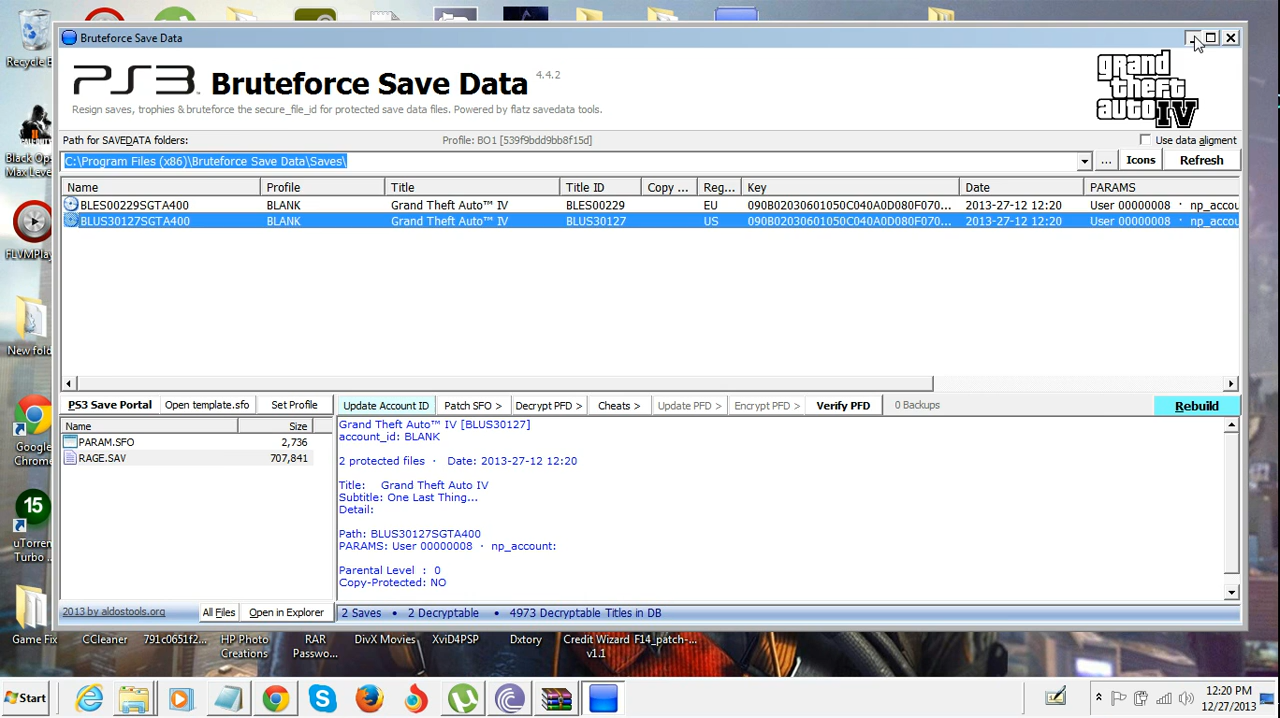 Bruteforce Save Data
PS3 Bruteforce Save Data 4.4.2
Resign saves, trophies & bruteforce the secure_file_id for protected save data files. Powered by flatz savedata tools.
grand
theft
auto IV
Path for SAVEDATA folders:
Profile: BO1 [539f9bdd9bb8f15d]
Use data aligment
C:\Program Files (x86)\Bruteforce Save Data\Saves\
... Icons Refresh
Name Profile Title Title ID Copy ... Reg... Key Date PARAMS
BLES00229SGTA400 BLANK Grand Theft Auto™ IV BLES00229 EU 090B02030601050C040A0D080F070... 2013-27-12 12:20 User 00000008 · np_accou
BLUS30127SGTA400 BLANK Grand Theft Auto™ IV BLUS30127 US 090B02030601050C040A0D080F070... 2013-27-12 12:20 User 00000008 · np_accou
PS3 Save Portal Open template.sfo Set Profile Update Account ID Patch SFO > Decrypt PFD > Cheats > Update PFD > Encrypt PFD > Verify PFD 0 Backups Rebuild
Name Size
PARAM.SFO 2,736
RAGE.SAV 707,841
Grand Theft Auto™ IV [BLUS30127]
account_id: BLANK
2 protected files · Date: 2013-27-12 12:20
Title: Grand Theft Auto IV
Subtitle: One Last Thing...
Detail:
Path: BLUS30127SGTA400
PARAMS: User 00000008 · np_account:
Parental Level : 0
Copy-Protected: NO
2013 by aldostools.org All Files Open in Explorer 2 Saves • 2 Decryptable • 4973 Decryptable Titles in DB
Recycle B
Black Ops
Max Leve
FLVMPlay
New fold
Google
Chrome
15
uTorren
Turbo ...
Game Fix
CCleaner
791c0651f2...
HP Photo
Creations
RAR
Passwo...
DivX Movies
XviD4PSP
Dxtory
Credit Wizard
v1.1
F14_patch-...
Start
12:20 PM
12/27/2013